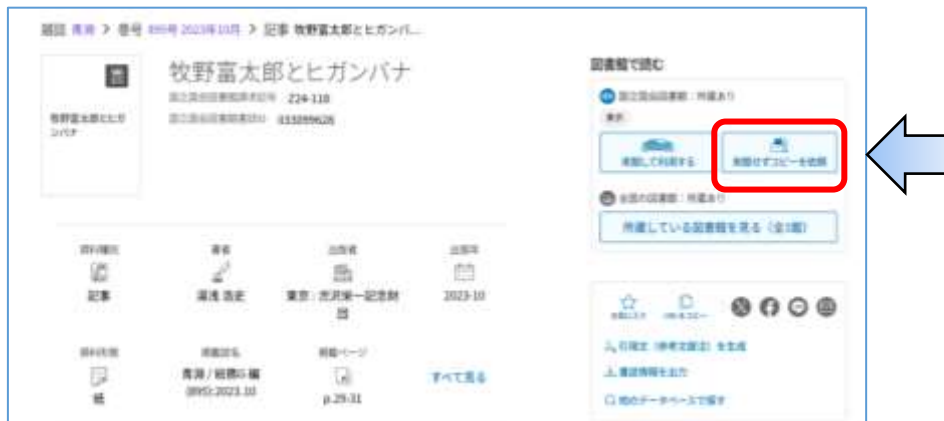 雑誌 青淵 > 巻号 895号 2023年10月 > 記事 牧野富太郎とヒガンバナ...
牧野富太郎とヒガンバナ
国立国会図書館請求記号 Z24-118
国立国会図書館書誌ID 033099628
牧野富太郎とヒガ
ンバナ
図書館で読む
国立国会図書館：所蔵あり
東京
来館して利用する
来館せずコピーを依頼
全国の図書館：所蔵あり
所蔵している図書館を見る（全1館）
資料種別
著者
出版者
出版年
記事
湯浅 浩史
東京 : 渋沢栄一記念財
団
2023-10
資料形態
掲載誌名
掲載ページ
紙
(895):2023.10
p.29-31
すべて見る
お気に入り
引用文（参考文献注）を生成
書誌情報を出力
他のデータベースで探す